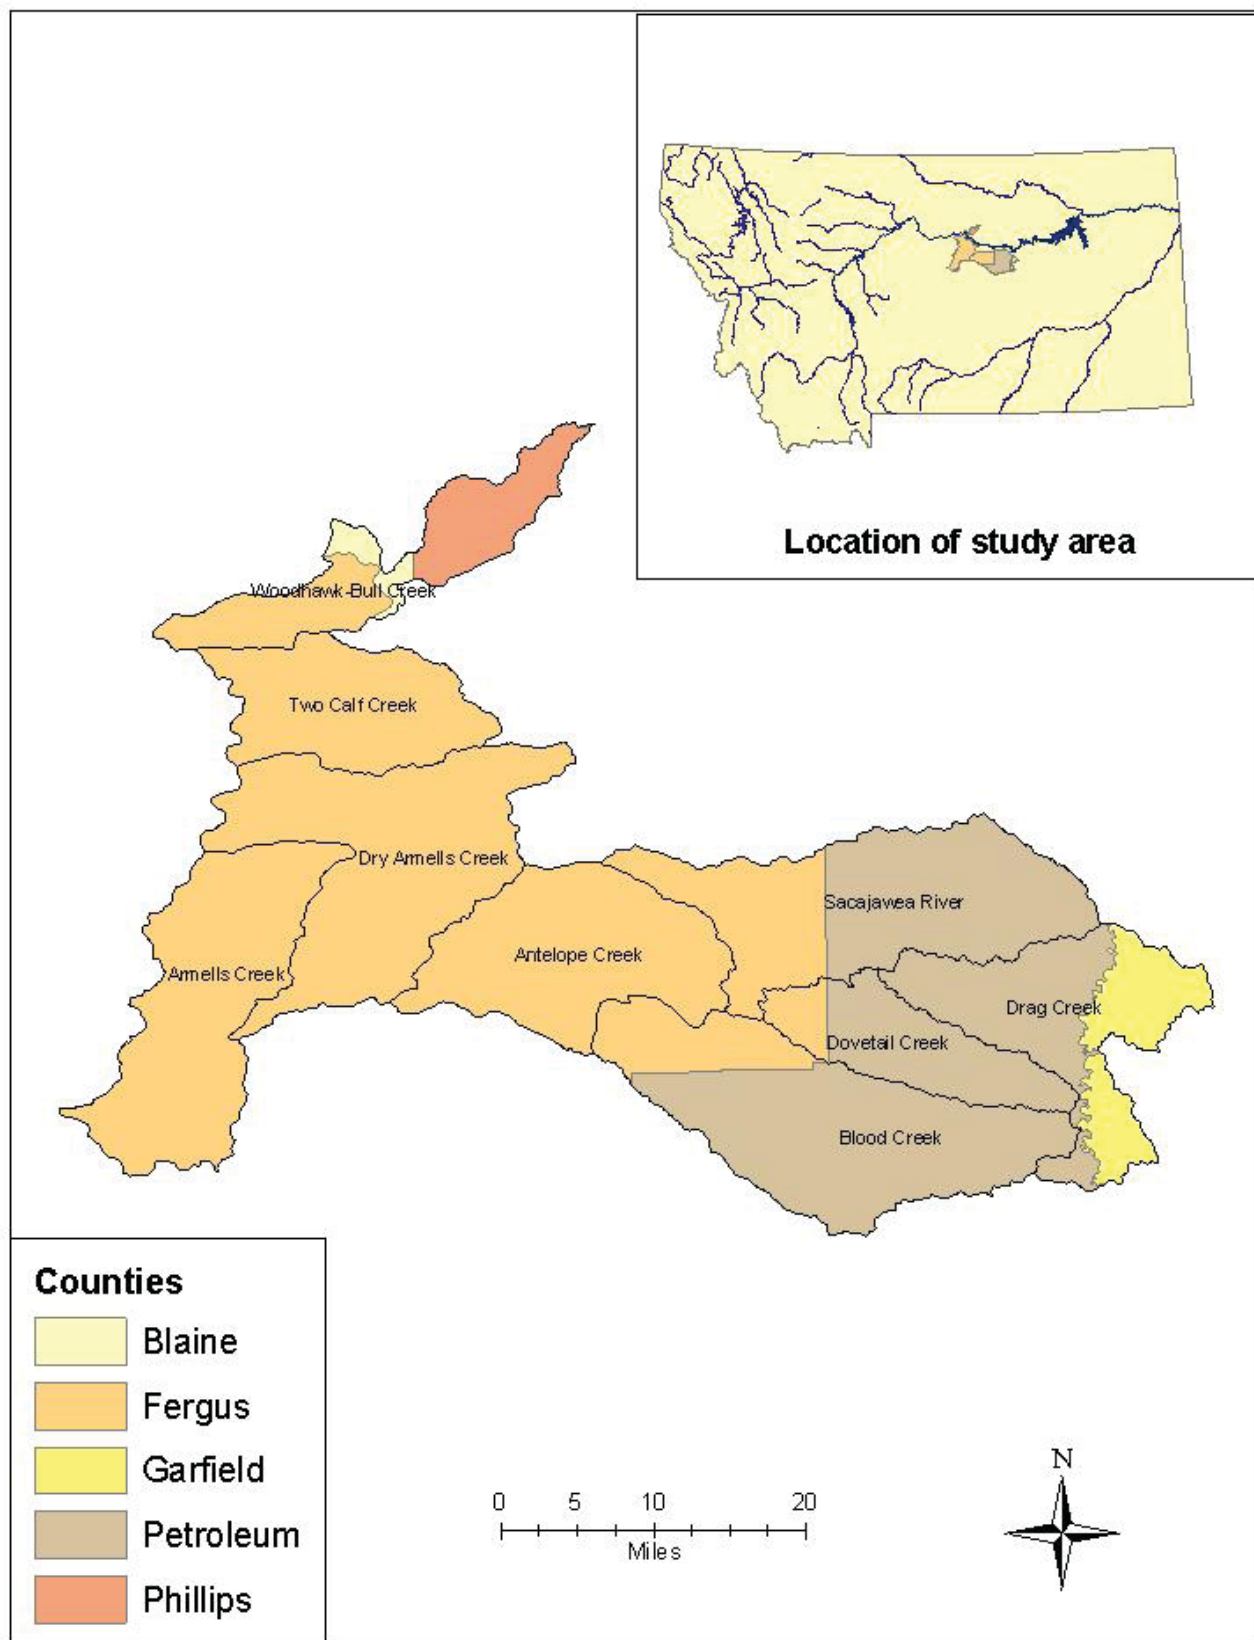 Location of study area
Woodhawk-Bull Creek
Two Calf Creek
Dry Armells Creek
Sacajawea River
Antelope Creek
Armells Creek
Drag Creek
Dovetail Creek
Blood Creek
Counties
Blaine
Fergus
Garfield
Petroleum
Phillips
0 5 10 20
Miles
N